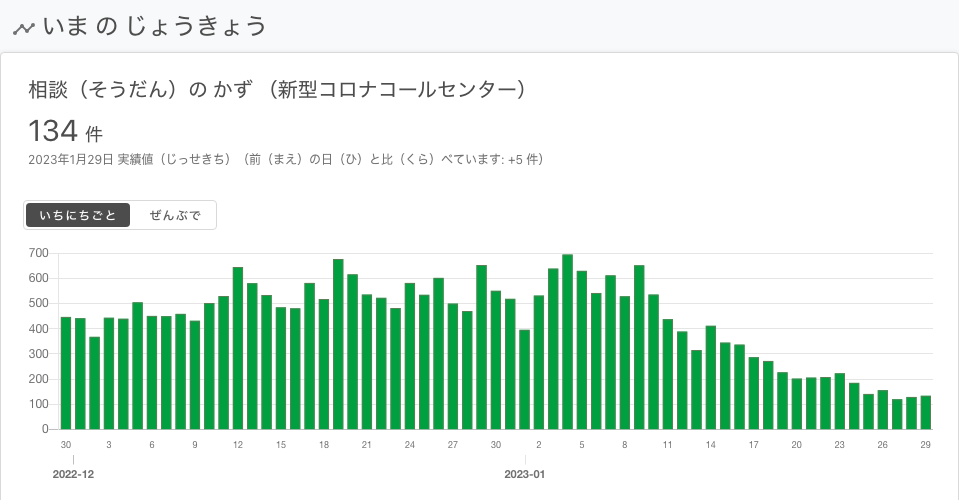 いまの じょうきょう
相談（そうだん）の かず （新型コロナコールセンター）
134 件
2023年1月29日 実績値（じっせきち）（前（まえ）の日（ひ）と比（くら）べています: +5 件）
いちにちごと ぜんぶで
700
600
500
400
300
200
100
0
30 3 6 9 12 15 18 21 24 27 30 2 5 8 11 14 17 20 23 26 29
2022-12 2023-01